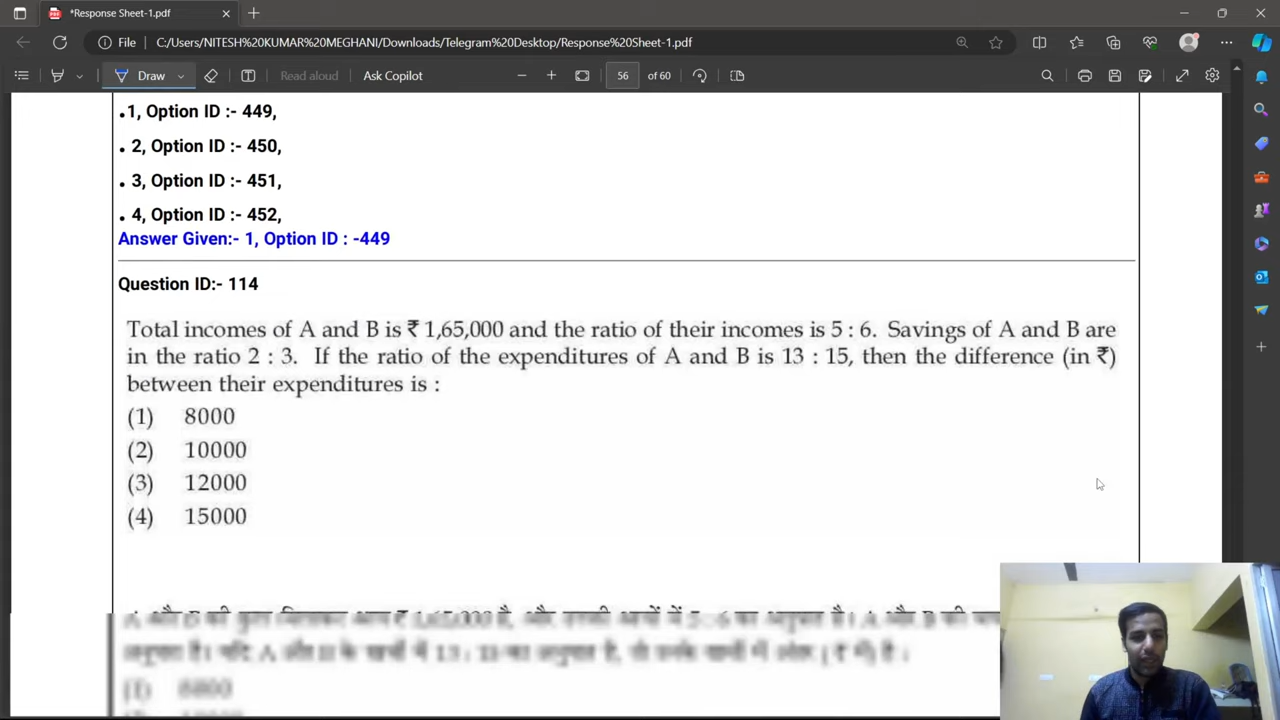 *Response Sheet-1.pdf
File C:/Users/NITESH%20KUMAR%20MEGHANI/Downloads/Telegram%20Desktop/Response%20Sheet-1.pdf
Draw Read aloud Ask Copilot 56 of 60
.1, Option ID :- 449,
. 2, Option ID :- 450,
. 3, Option ID :- 451,
. 4, Option ID :- 452,
Answer Given:- 1, Option ID : -449
Question ID:- 114
Total incomes of A and B is ₹ 1,65,000 and the ratio of their incomes is 5 : 6. Savings of A and B are
in the ratio 2 : 3. If the ratio of the expenditures of A and B is 13 : 15, then the difference (in ₹)
between their expenditures is :
(1) 8000
(2) 10000
(3) 12000
(4) 15000